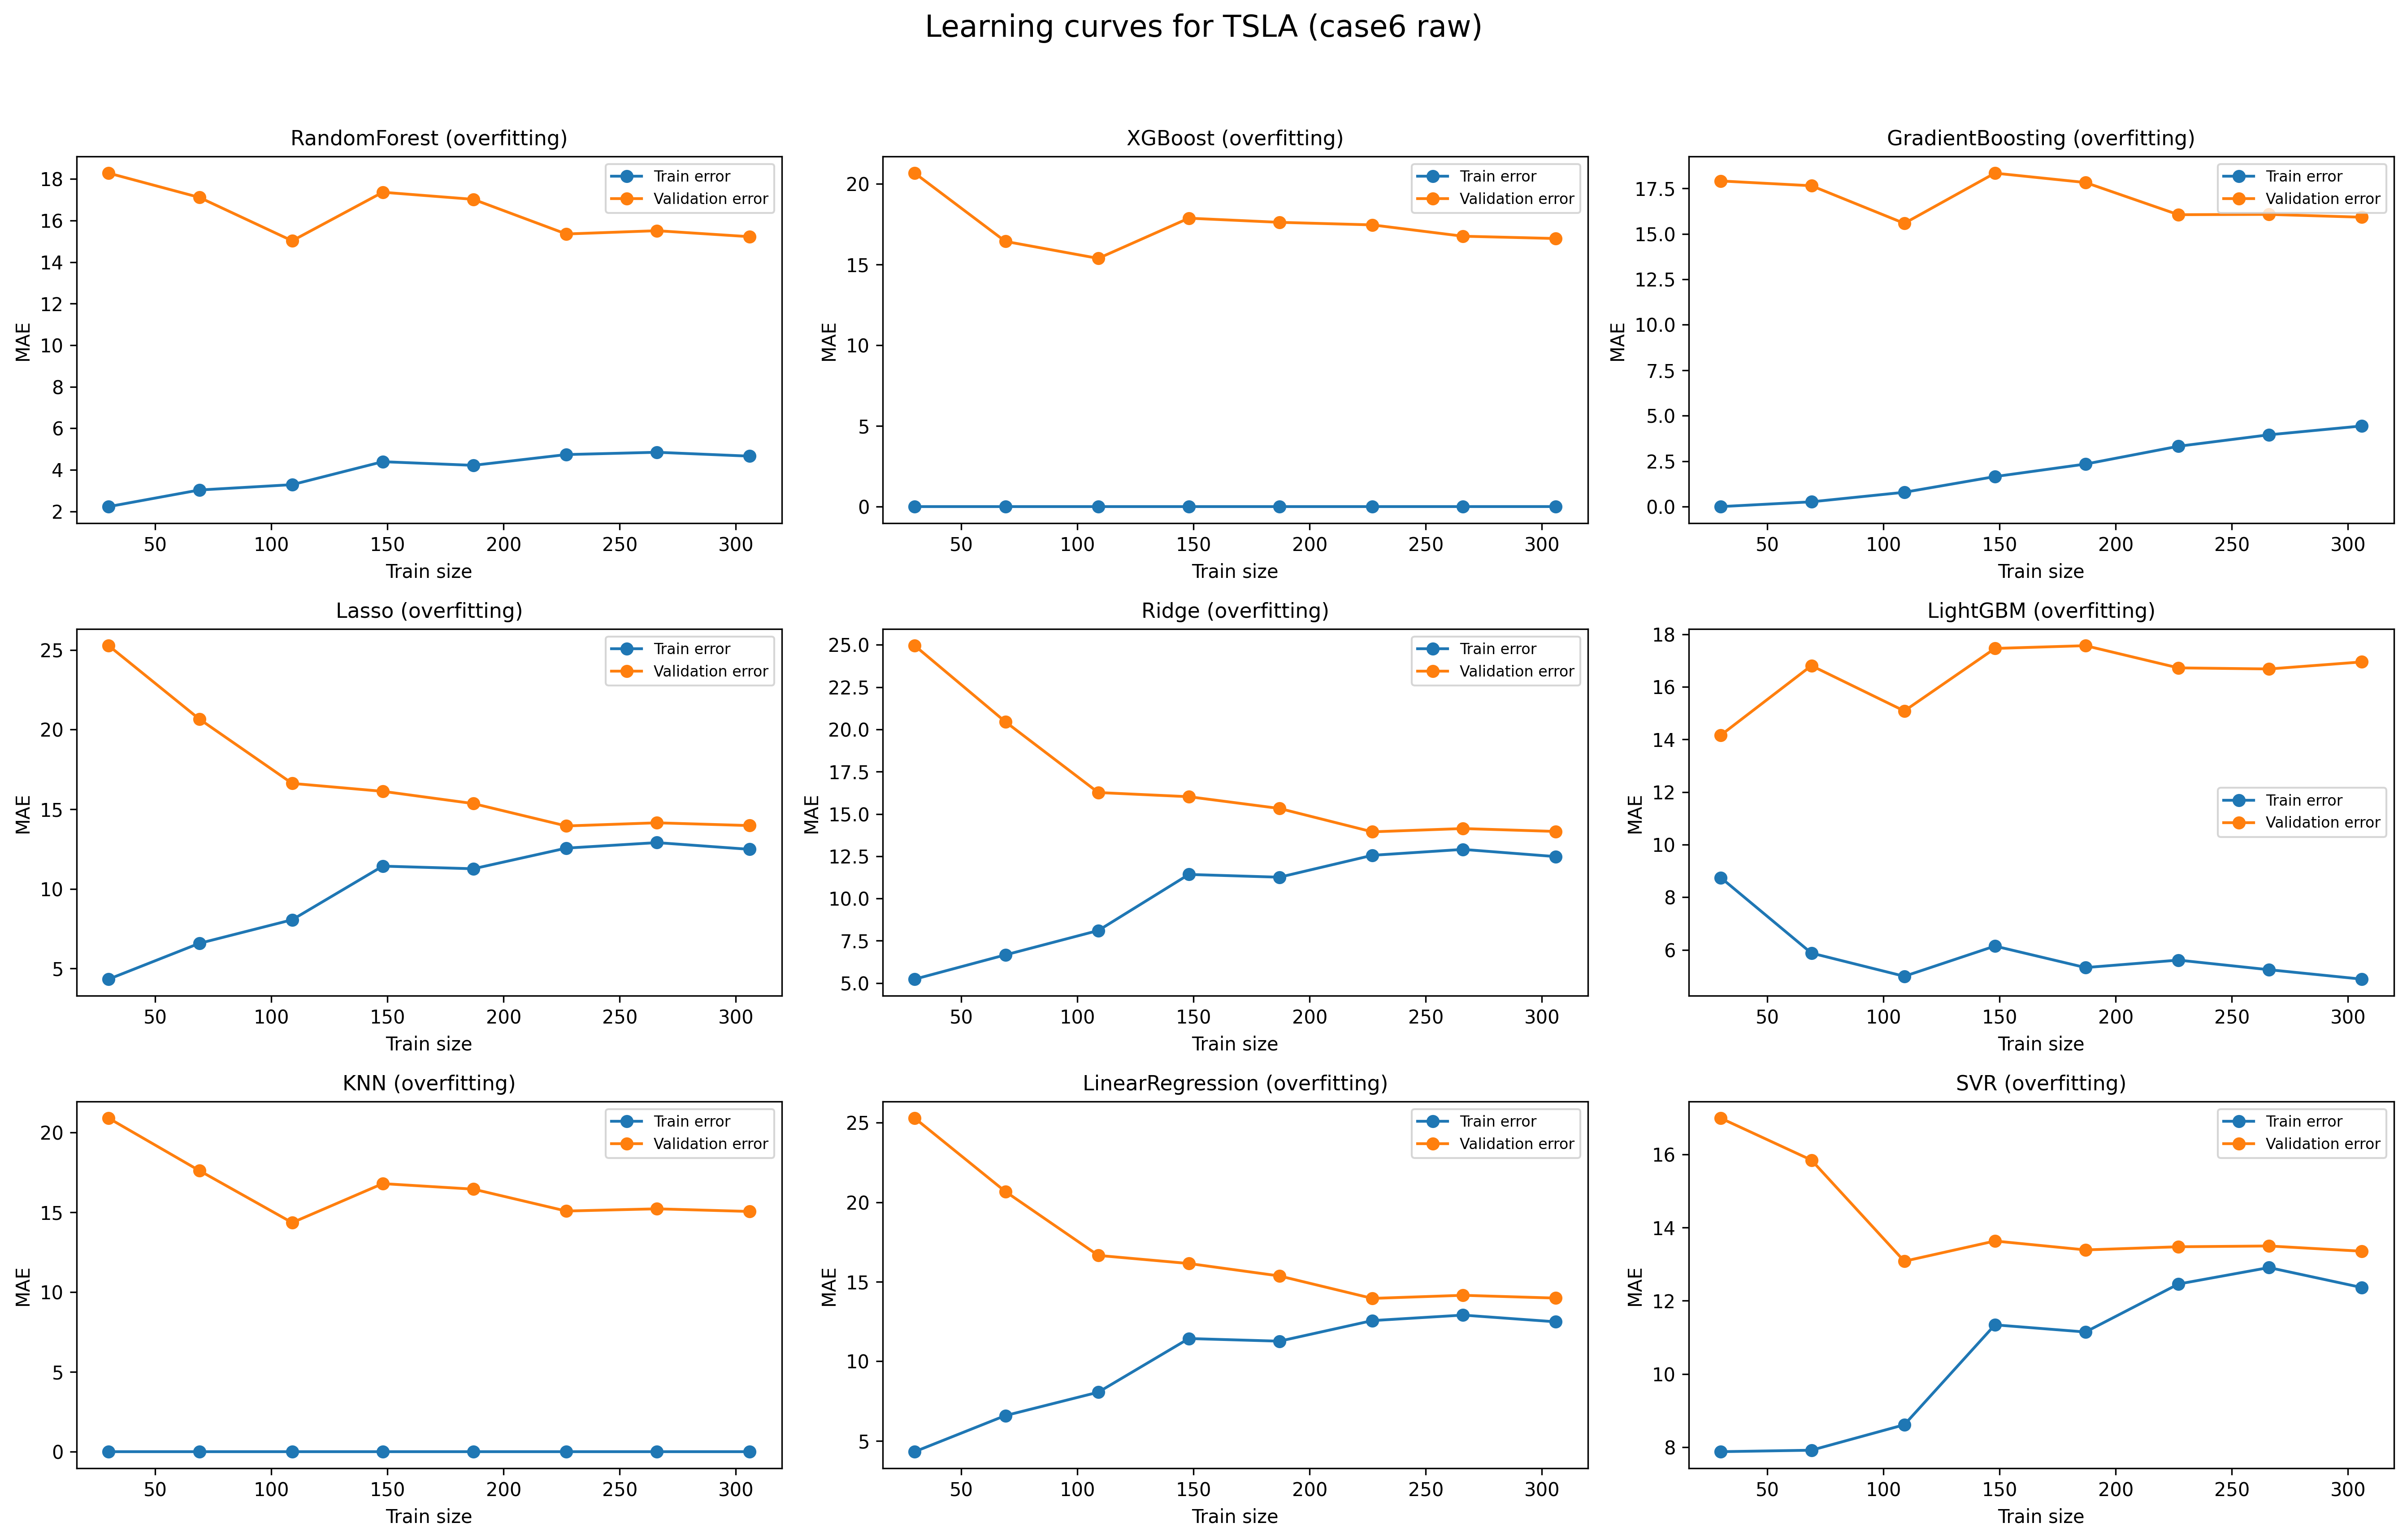 Learning curves for TSLA (case6 raw)
RandomForest (overfitting)
18
16
14
12
10
8
6
4
2
MAE
Train error
Validation error
50 100 150 200 250 300
Train size
XGBoost (overfitting)
20
15
10
5
0
MAE
Train error
Validation error
50 100 150 200 250 300
Train size
GradientBoosting (overfitting)
17.5
15.0
12.5
10.0
7.5
5.0
2.5
0.0
MAE
Train error
Validation error
50 100 150 200 250 300
Train size
Lasso (overfitting)
25
20
15
10
5
MAE
Train error
Validation error
50 100 150 200 250 300
Train size
Ridge (overfitting)
25.0
22.5
20.0
17.5
15.0
12.5
10.0
7.5
5.0
MAE
Train error
Validation error
50 100 150 200 250 300
Train size
LightGBM (overfitting)
18
16
14
12
10
8
6
MAE
Train error
Validation error
50 100 150 200 250 300
Train size
KNN (overfitting)
20
15
10
5
0
MAE
Train error
Validation error
50 100 150 200 250 300
Train size
LinearRegression (overfitting)
25
20
15
10
5
MAE
Train error
Validation error
50 100 150 200 250 300
Train size
SVR (overfitting)
16
14
12
10
8
MAE
Train error
Validation error
50 100 150 200 250 300
Train size